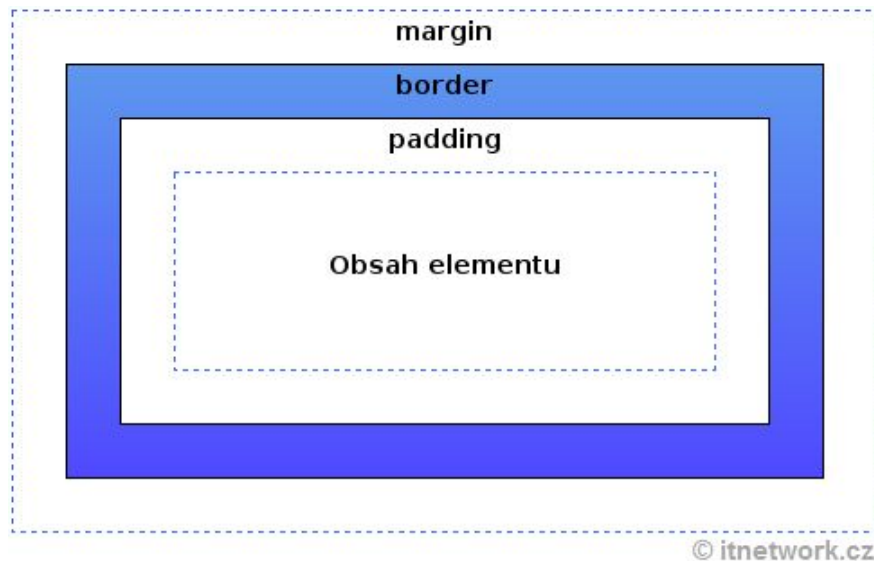 margin
border
padding
Obsah elementu
© itnetwork.cz